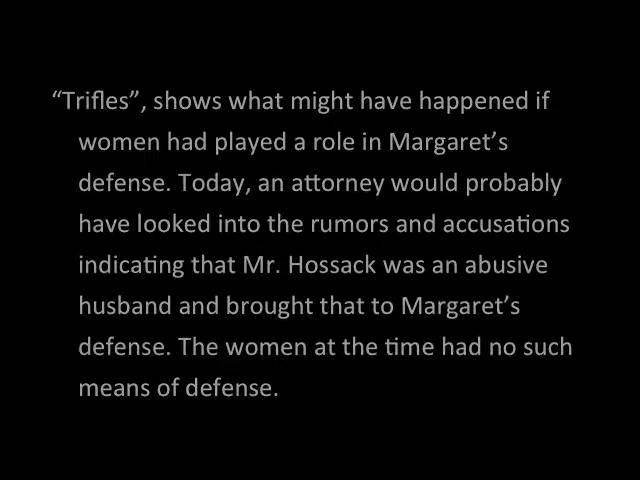 “Trifles”, shows what might have happened if
women had played a role in Margaret’s
defense. Today, an attorney would probably
have looked into the rumors and accusations
indicating that Mr. Hossack was an abusive
husband and brought that to Margaret’s
defense. The women at the time had no such
means of defense.